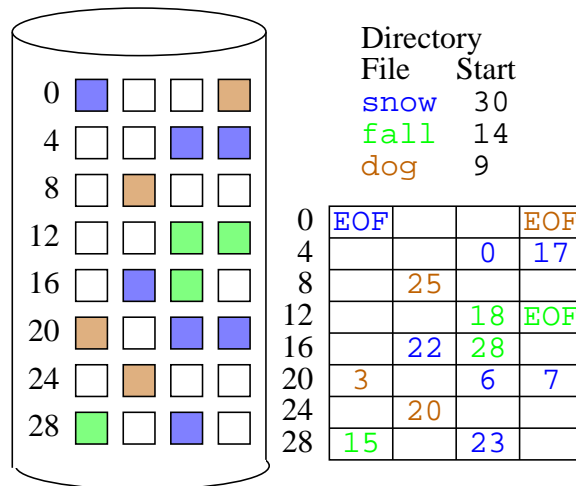 Directory
File Start
snow 30
fall 14
dog 9
0
4
8
12
16
20
24
28
0 EOF EOF
4 0 17
8 25
12 18 EOF
16 22 28
20 3 6 7
24 20
28 15 23